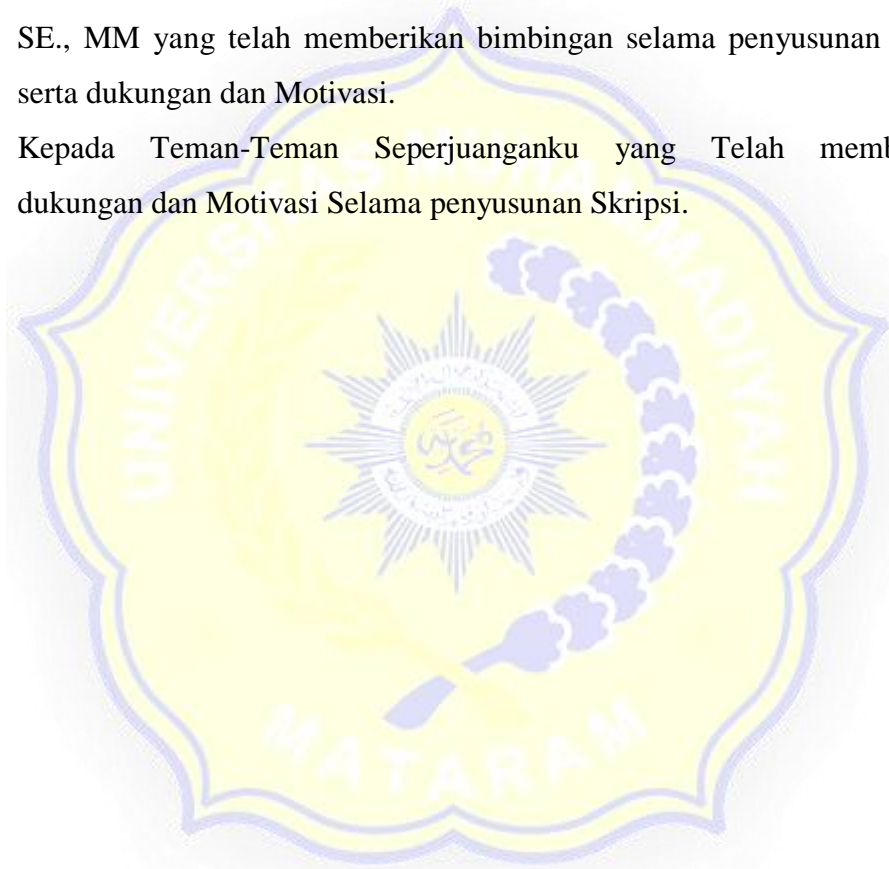 SE., MM yang telah memberikan bimbingan selama penyusunan
serta dukungan dan Motivasi.
Kepada Teman-Teman Seperjuanganku yang Telah memb
dukungan dan Motivasi Selama penyusunan Skripsi.
UNIVERSITAS MUHAMMADIYAH
MATARAM